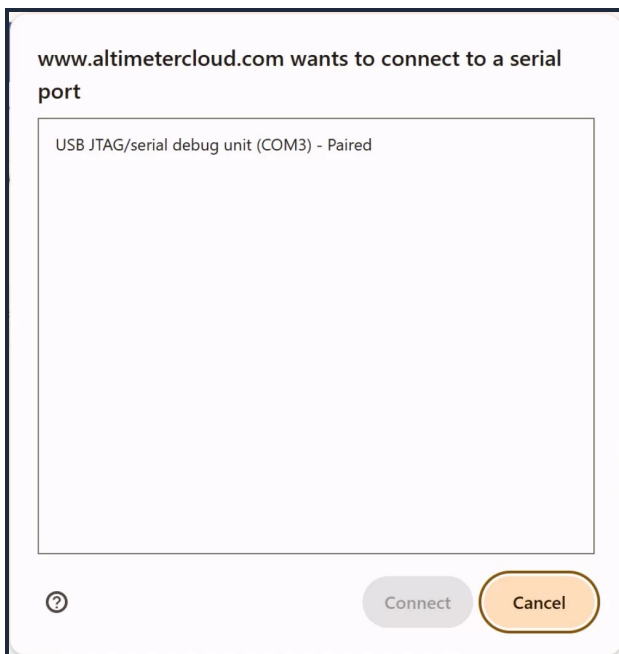 www.altimetercloud.com wants to connect to a serial
port
USB JTAG/serial debug unit (COM3) - Paired
Connect
Cancel